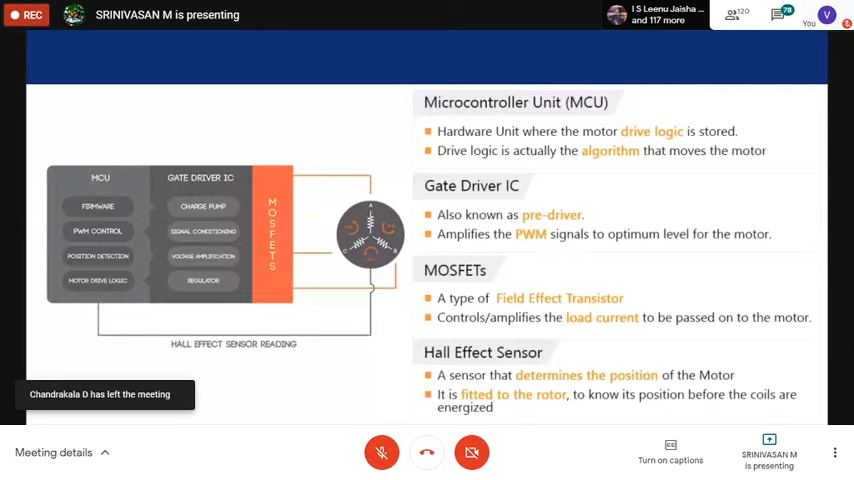 REC
SRINIVASAN M is presenting
I S Leenu Jaisha ...
and 117 more
120
78
You
V
Microcontroller Unit (MCU)
Hardware Unit where the motor drive logic is stored.
Drive logic is actually the algorithm that moves the motor
Gate Driver IC
Also known as pre-driver.
Amplifies the PWM signals to optimum level for the motor.
MOSFETs
A type of Field Effect Transistor
Controls/amplifies the load current to be passed on to the motor.
Hall Effect Sensor
A sensor that determines the position of the Motor
It is fitted to the rotor, to know its position before the coils are
energized
MCU
FIRMWARE
PWM CONTROL
POSITION DETECTION
MOTOR DRIVE LOGIC
GATE DRIVER IC
CHARGE PUMP
SIGNAL CONDITIONING
VOLTAGE AMPLIFICATION
REGULATOR
MOSFETS
A
B
C
HALL EFFECT SENSOR READING
Chandrakala D has left the meeting
Meeting details
Turn on captions
SRINIVASAN M
is presenting